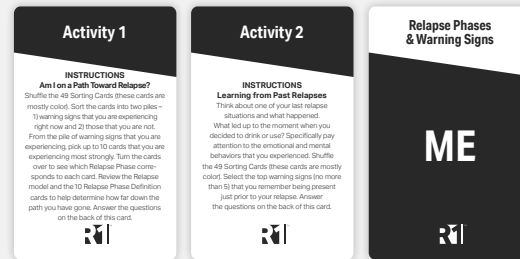 Activity 1
INSTRUCTIONS
Am I on a Path Toward Relapse?
Shuffle the 49 Sorting Cards (these cards are
mostly color). Sort the cards into two piles –
1) warning signs that you are experiencing
right now and 2) those that you are not.
From the pile of warning signs that you are
experiencing, pick up to 10 cards that you are
experiencing most strongly. Turn the cards
over to see which Relapse Phase corre-
sponds to each card. Review the Relapse
model and the 10 Relapse Phase Definition
cards to help determine how far down the
path you have gone. Answer the questions
on the back of this card.
R1
Activity 2
INSTRUCTIONS
Learning from Past Relapses
Think about one of your last relapse
situations and what happened.
What led up to the moment when you
decided to drink or use? Specifically pay
attention to the emotional and mental
behaviors that you experienced. Shuffle
the 49 Sorting Cards (these cards are mostly
color). Select the top warning signs (no more
than 5) that you remember being present
just prior to your relapse. Answer
the questions on the back of this card.
R1
Relapse Phases
& Warning Signs
ME
R1